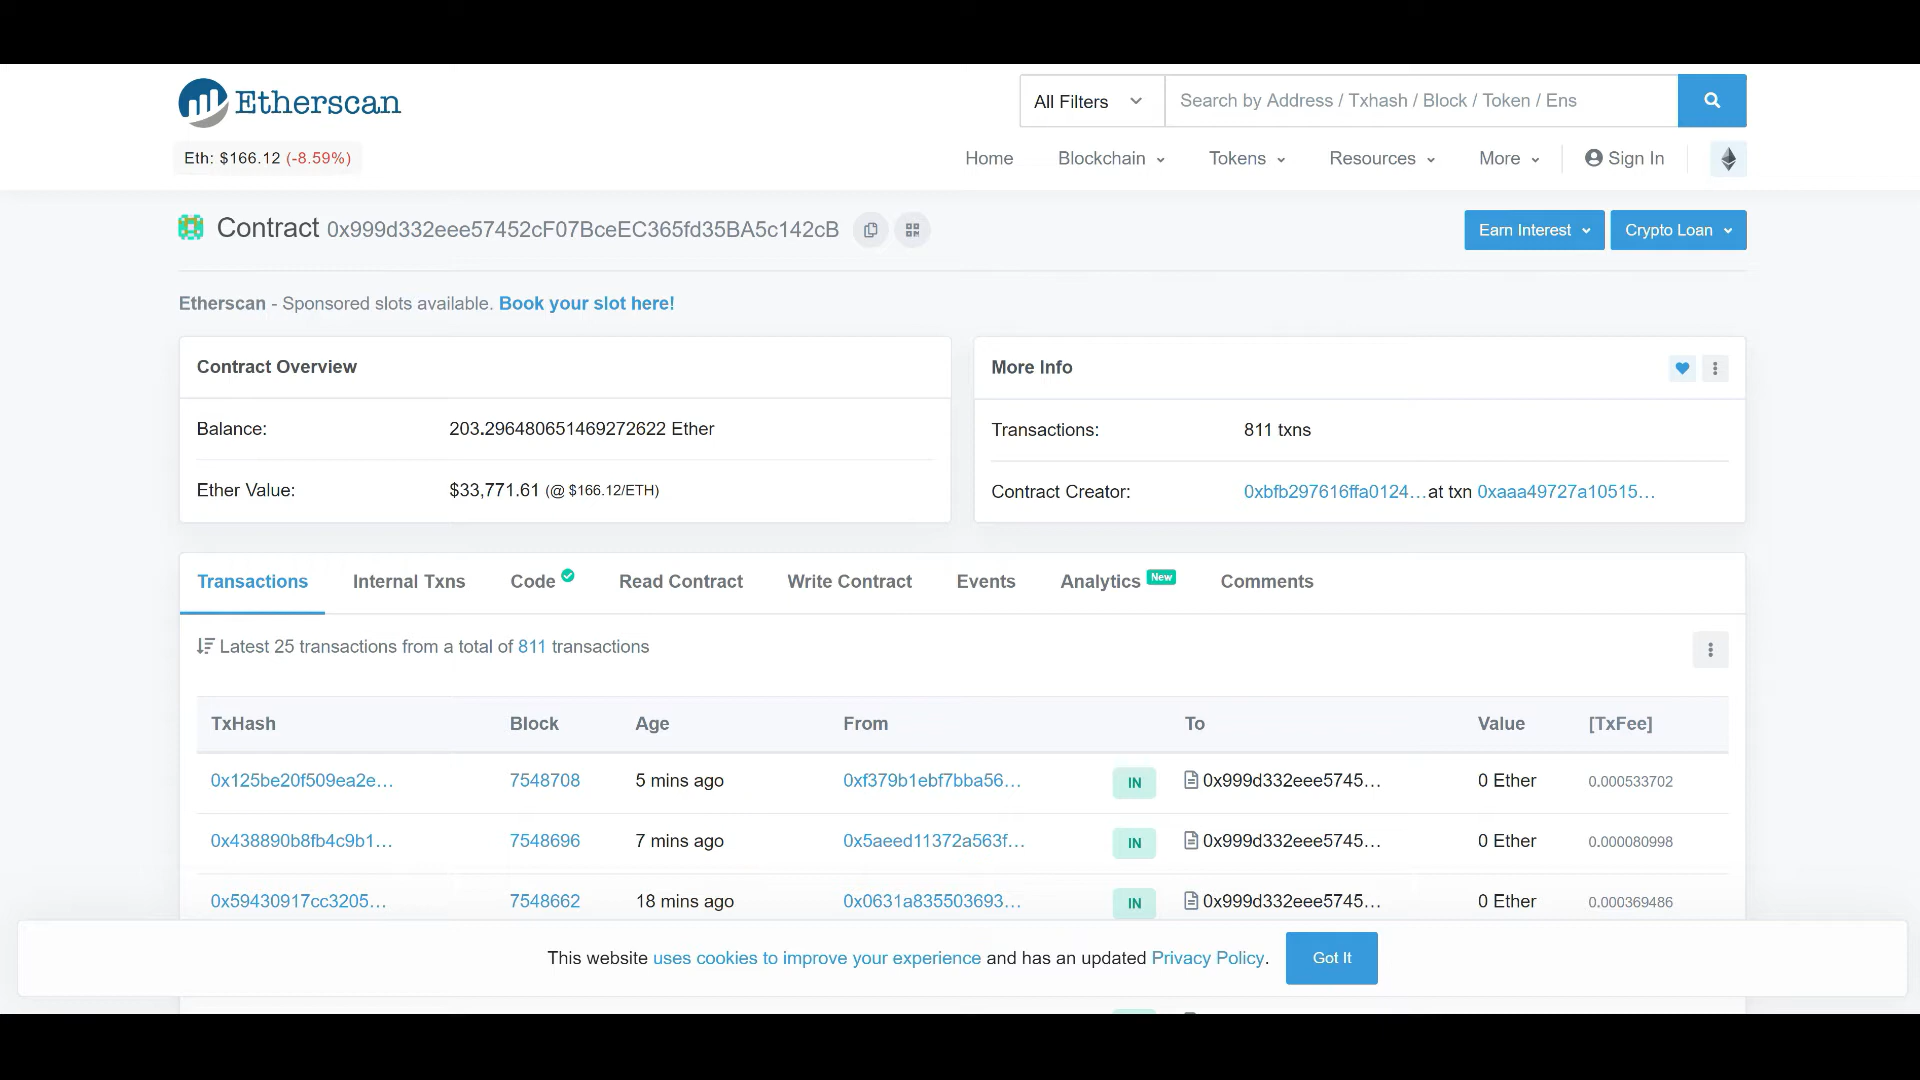 Etherscan
All Filters
Search by Address / Txhash / Block / Token / Ens
Eth: $166.12 (-8.59%)
Home Blockchain Tokens Resources More Sign In
Contract 0x999d332eee57452cF07BceEC365fd35BA5c142cB
Earn Interest Crypto Loan
Etherscan - Sponsored slots available. Book your slot here!
Contract Overview
Balance: 203.296480651469272622 Ether
Ether Value: $33,771.61 (@ $166.12/ETH)
More Info
Transactions: 811 txns
Contract Creator: 0xbfb297616ffa0124...at txn 0xaaa49727a10515...
Transactions Internal Txns Code Read Contract Write Contract Events Analytics New Comments
Latest 25 transactions from a total of 811 transactions
TxHash Block Age From To Value [TxFee]
0x125be20f509ea2e... 7548708 5 mins ago 0xf379b1ebf7bba56... IN 0x999d332eee5745... 0 Ether 0.000533702
0x438890b8fb4c9b1... 7548696 7 mins ago 0x5aeed11372a563f... IN 0x999d332eee5745... 0 Ether 0.000080998
0x59430917cc3205... 7548662 18 mins ago 0x0631a835503693... IN 0x999d332eee5745... 0 Ether 0.000369486
This website uses cookies to improve your experience and has an updated Privacy Policy. Got It